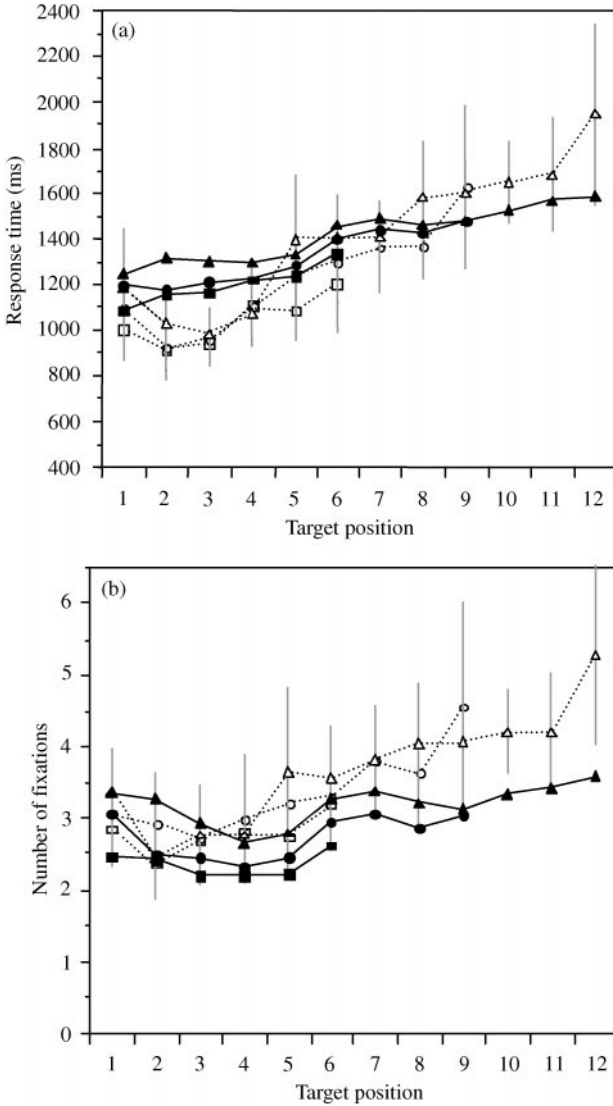 (a)
2400
2200
2000
1800
1600
1400
1200
1000
800
600
400
Response time (ms)
1 2 3 4 5 6 7 8 9 10 11 12
Target position
(b)
6
5
4
3
2
1
0
Number of fixations
1 2 3 4 5 6 7 8 9 10 11 12
Target position